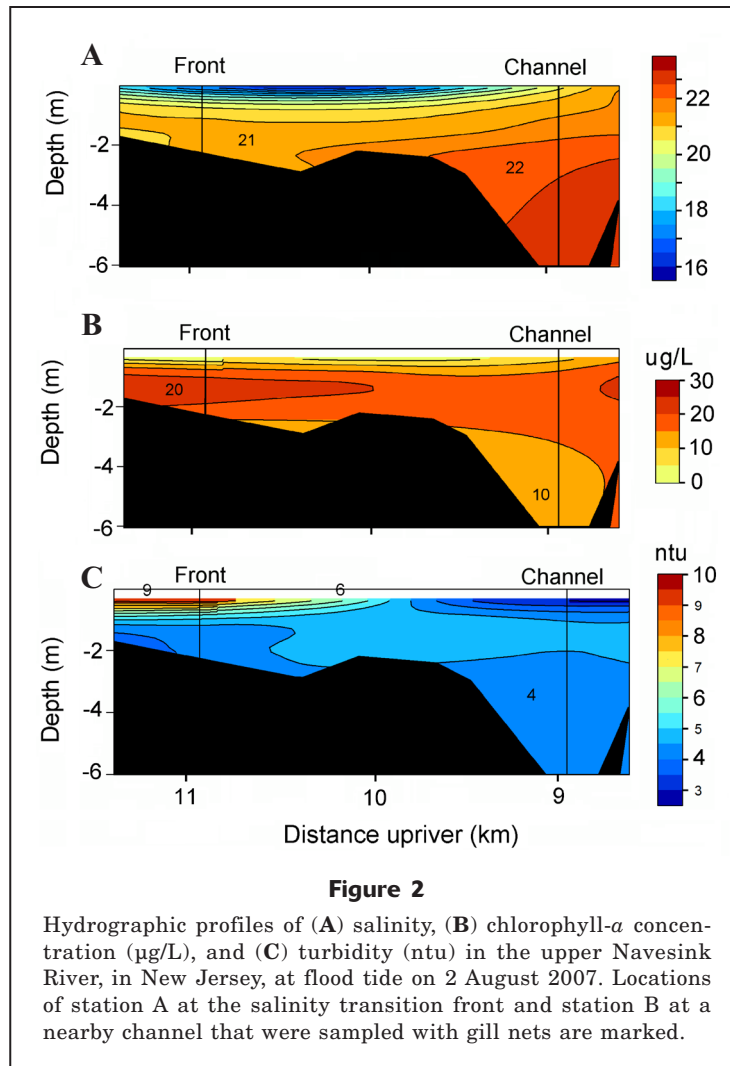 A
Front
Channel
Depth (m)
-2
-4
-6
21
22
22
20
18
16
B
Front
Channel
ug/L
Depth (m)
-2
-4
-6
20
10
30
20
10
0
C
9
Front
6
Channel
ntu
Depth (m)
-2
-4
-6
4
10
9
8
7
6
5
4
3
11
10
9
Distance upriver (km)
Figure 2
Hydrographic profiles of (A) salinity, (B) chlorophyll-a concen-
tration (µg/L), and (C) turbidity (ntu) in the upper Navesink
River, in New Jersey, at flood tide on 2 August 2007. Locations
of station A at the salinity transition front and station B at a
nearby channel that were sampled with gill nets are marked.